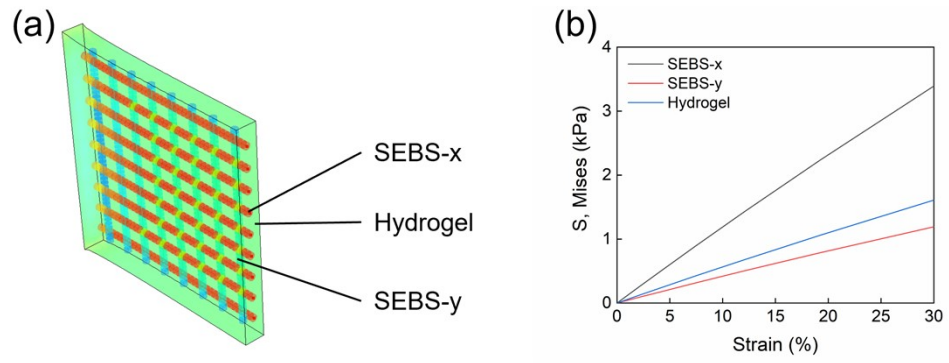 (a)
SEBS-x
Hydrogel
SEBS-y
(b)
S, Mises (kPa)
4
3
2
1
0
SEBS-x
SEBS-y
Hydrogel
0 5 10 15 20 25 30
Strain (%)